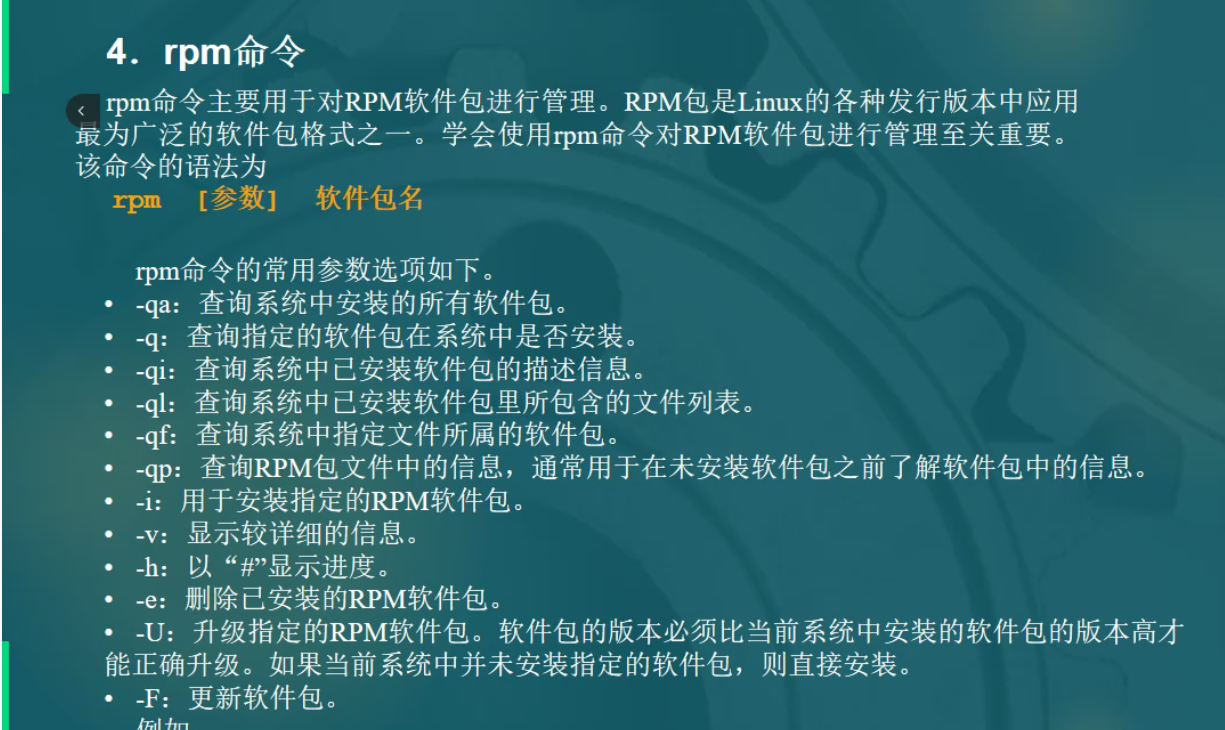 4．rpm命令
rpm命令主要用于对RPM软件包进行管理。RPM包是Linux的各种发行版本中应用
最为广泛的软件包格式之一。学会使用rpm命令对RPM软件包进行管理至关重要。
该命令的语法为
rpm [参数] 软件包名
rpm命令的常用参数选项如下。
• -qa：查询系统中安装的所有软件包。
• -q：查询指定的软件包在系统中是否安装。
• -qi：查询系统中已安装软件包的描述信息。
• -ql：查询系统中已安装软件包里所包含的文件列表。
• -qf：查询系统中指定文件所属的软件包。
• -qp：查询RPM包文件中的信息，通常用于在未安装软件包之前了解软件包中的信息。
• -i：用于安装指定的RPM软件包。
• -v：显示较详细的信息。
• -h：以“#”显示进度。
• -e：删除已安装的RPM软件包。
• -U：升级指定的RPM软件包。软件包的版本必须比当前系统中安装的软件包的版本高才
能正确升级。如果当前系统中并未安装指定的软件包，则直接安装。
• -F：更新软件包。
例如